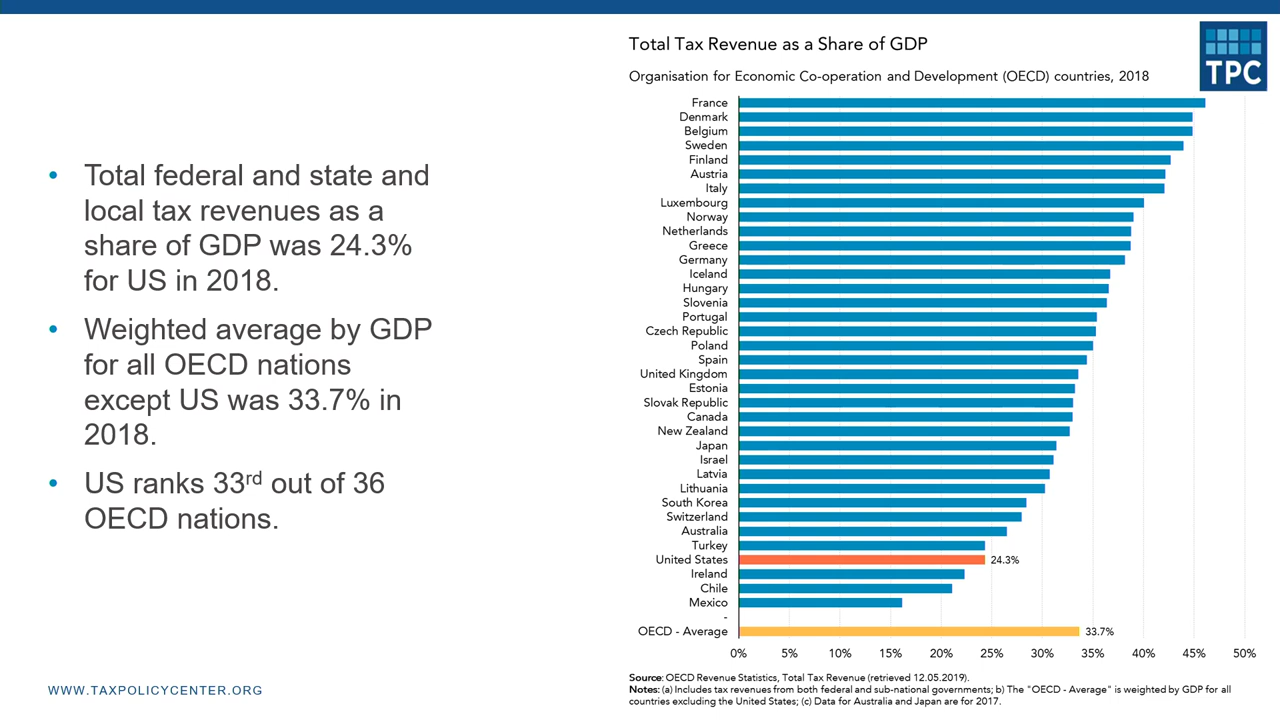 Total Tax Revenue as a Share of GDP
Organisation for Economic Co-operation and Development (OECD) countries, 2018
TPC
• Total federal and state and
local tax revenues as a
share of GDP was 24.3%
for US in 2018.
• Weighted average by GDP
for all OECD nations
except US was 33.7% in
2018.
• US ranks 33rd out of 36
OECD nations.
France
Denmark
Belgium
Sweden
Finland
Austria
Italy
Luxembourg
Norway
Netherlands
Greece
Germany
Iceland
Hungary
Slovenia
Portugal
Czech Republic
Poland
Spain
United Kingdom
Estonia
Slovak Republic
Canada
New Zealand
Japan
Israel
Latvia
Lithuania
South Korea
Switzerland
Australia
Turkey
United States 24.3%
Ireland
Chile
Mexico
-
OECD - Average 33.7%
0% 5% 10% 15% 20% 25% 30% 35% 40% 45% 50%
Source: OECD Revenue Statistics, Total Tax Revenue (retrieved 12.05.2019).
Notes: (a) Includes tax revenues from both federal and sub-national governments; b) The "OECD - Average" is weighted by GDP for all
countries excluding the United States; (c) Data for Australia and Japan are for 2017.
WWW.TAXPOLICYCENTER.ORG